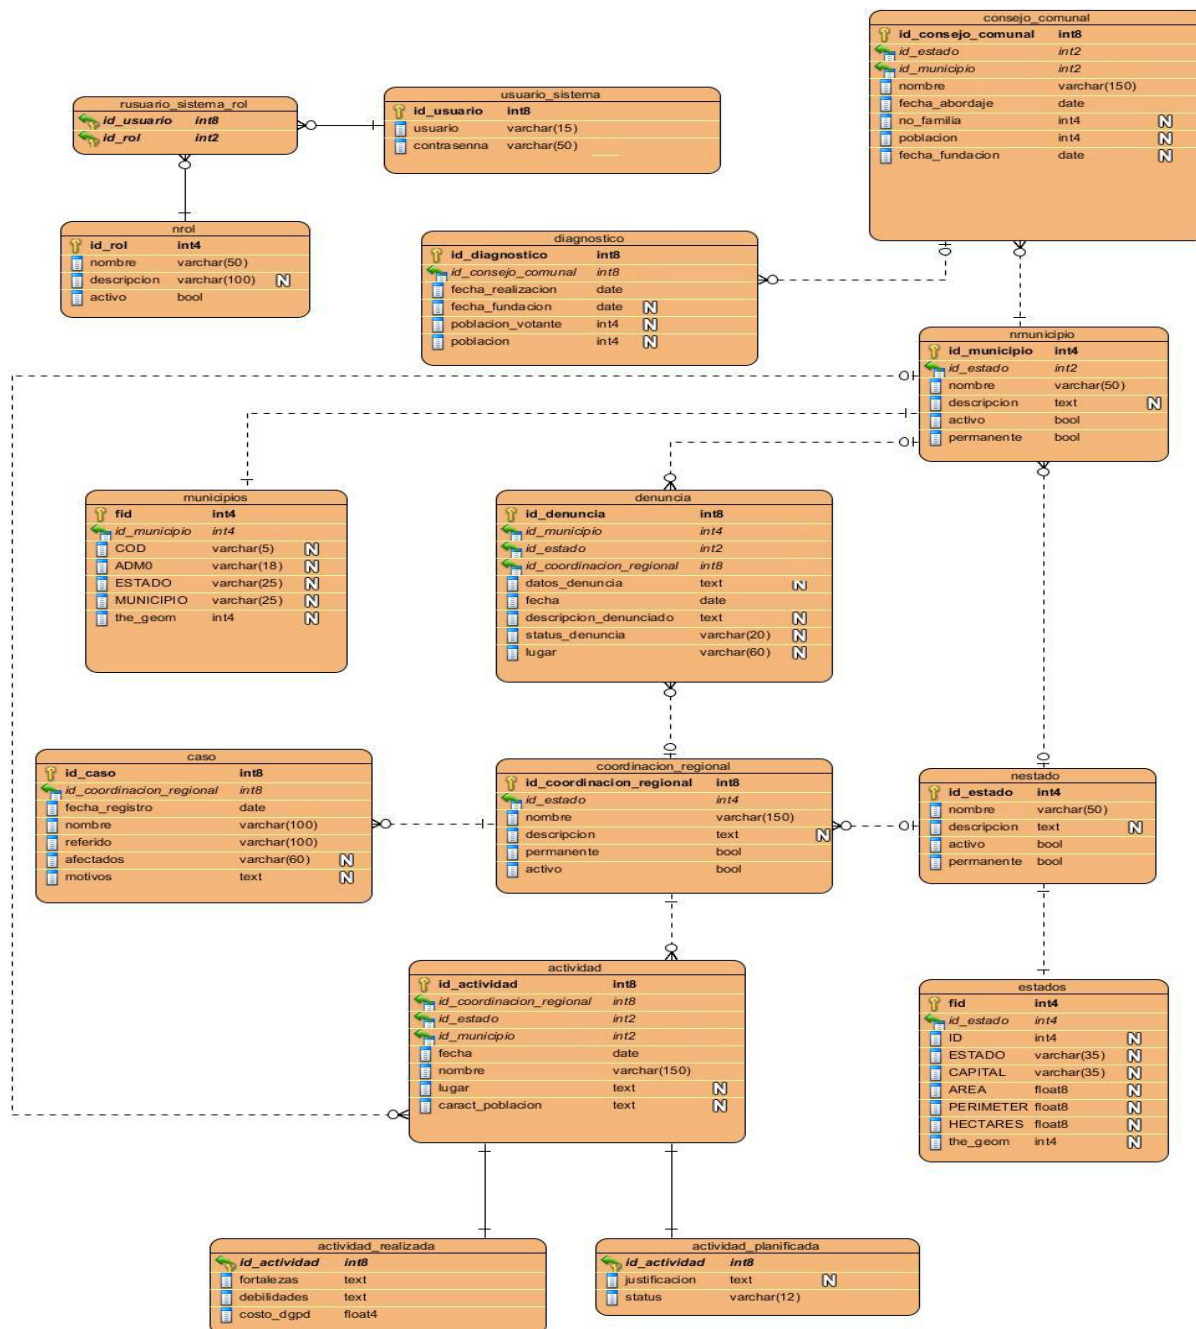 consejo_comunal
id_consejo_comunal int8
id_estado int2
id_municipio int2
nombre varchar(150)
fecha_abordaje date
no_familia int4 N
poblacion int4 N
fecha_fundacion date N
rusuario_sistema_rol
id_usuario int8
id_rol int2
usuario_sistema
id_usuario int8
usuario varchar(15)
contrasenna varchar(50)
nrol
id_rol int4
nombre varchar(50)
descripcion varchar(100) N
activo bool
diagnostico
id_diagnostico int8
id_consejo_comunal int8
fecha_realizacion date
fecha_fundacion date N
poblacion_votante int4 N
poblacion int4 N
nmunicipio
id_municipio int4
id_estado int2
nombre varchar(50)
descripcion text N
activo bool
permanente bool
municipios
fid int4
id_municipio int4
COD varchar(5) N
ADM0 varchar(18) N
ESTADO varchar(25) N
MUNICIPIO varchar(25) N
the_geom int4 N
denuncia
id_denuncia int8
id_municipio int4
id_estado int2
id_coordinacion_regional int8
datos_denuncia text N
fecha date
descripcion_denunciado text N
status_denuncia varchar(20) N
lugar varchar(60) N
caso
id_caso int8
id_coordinacion_regional int8
fecha_registro date
nombre varchar(100)
referido varchar(100)
afectados varchar(60) N
motivos text N
coordinacion_regional
id_coordinacion_regional int8
id_estado int4
nombre varchar(150)
descripcion text N
permanente bool
activo bool
nestado
id_estado int4
nombre varchar(50)
descripcion text N
activo bool
permanente bool
actividad
id_actividad int8
id_coordinacion_regional int8
id_estado int2
id_municipio int2
fecha date
nombre varchar(150)
lugar text N
caract_poblacion text N
estados
fid int4
id_estado int4
ID int4 N
ESTADO varchar(35) N
CAPITAL varchar(35) N
AREA float8 N
PERIMETER float8 N
HECTARES float8 N
the_geom int4 N
actividad_realizada
id_actividad int8
fortalezas text
debilidades text
costo_dgpd float4
actividad_planificada
id_actividad int8
justificacion text N
status varchar(12)